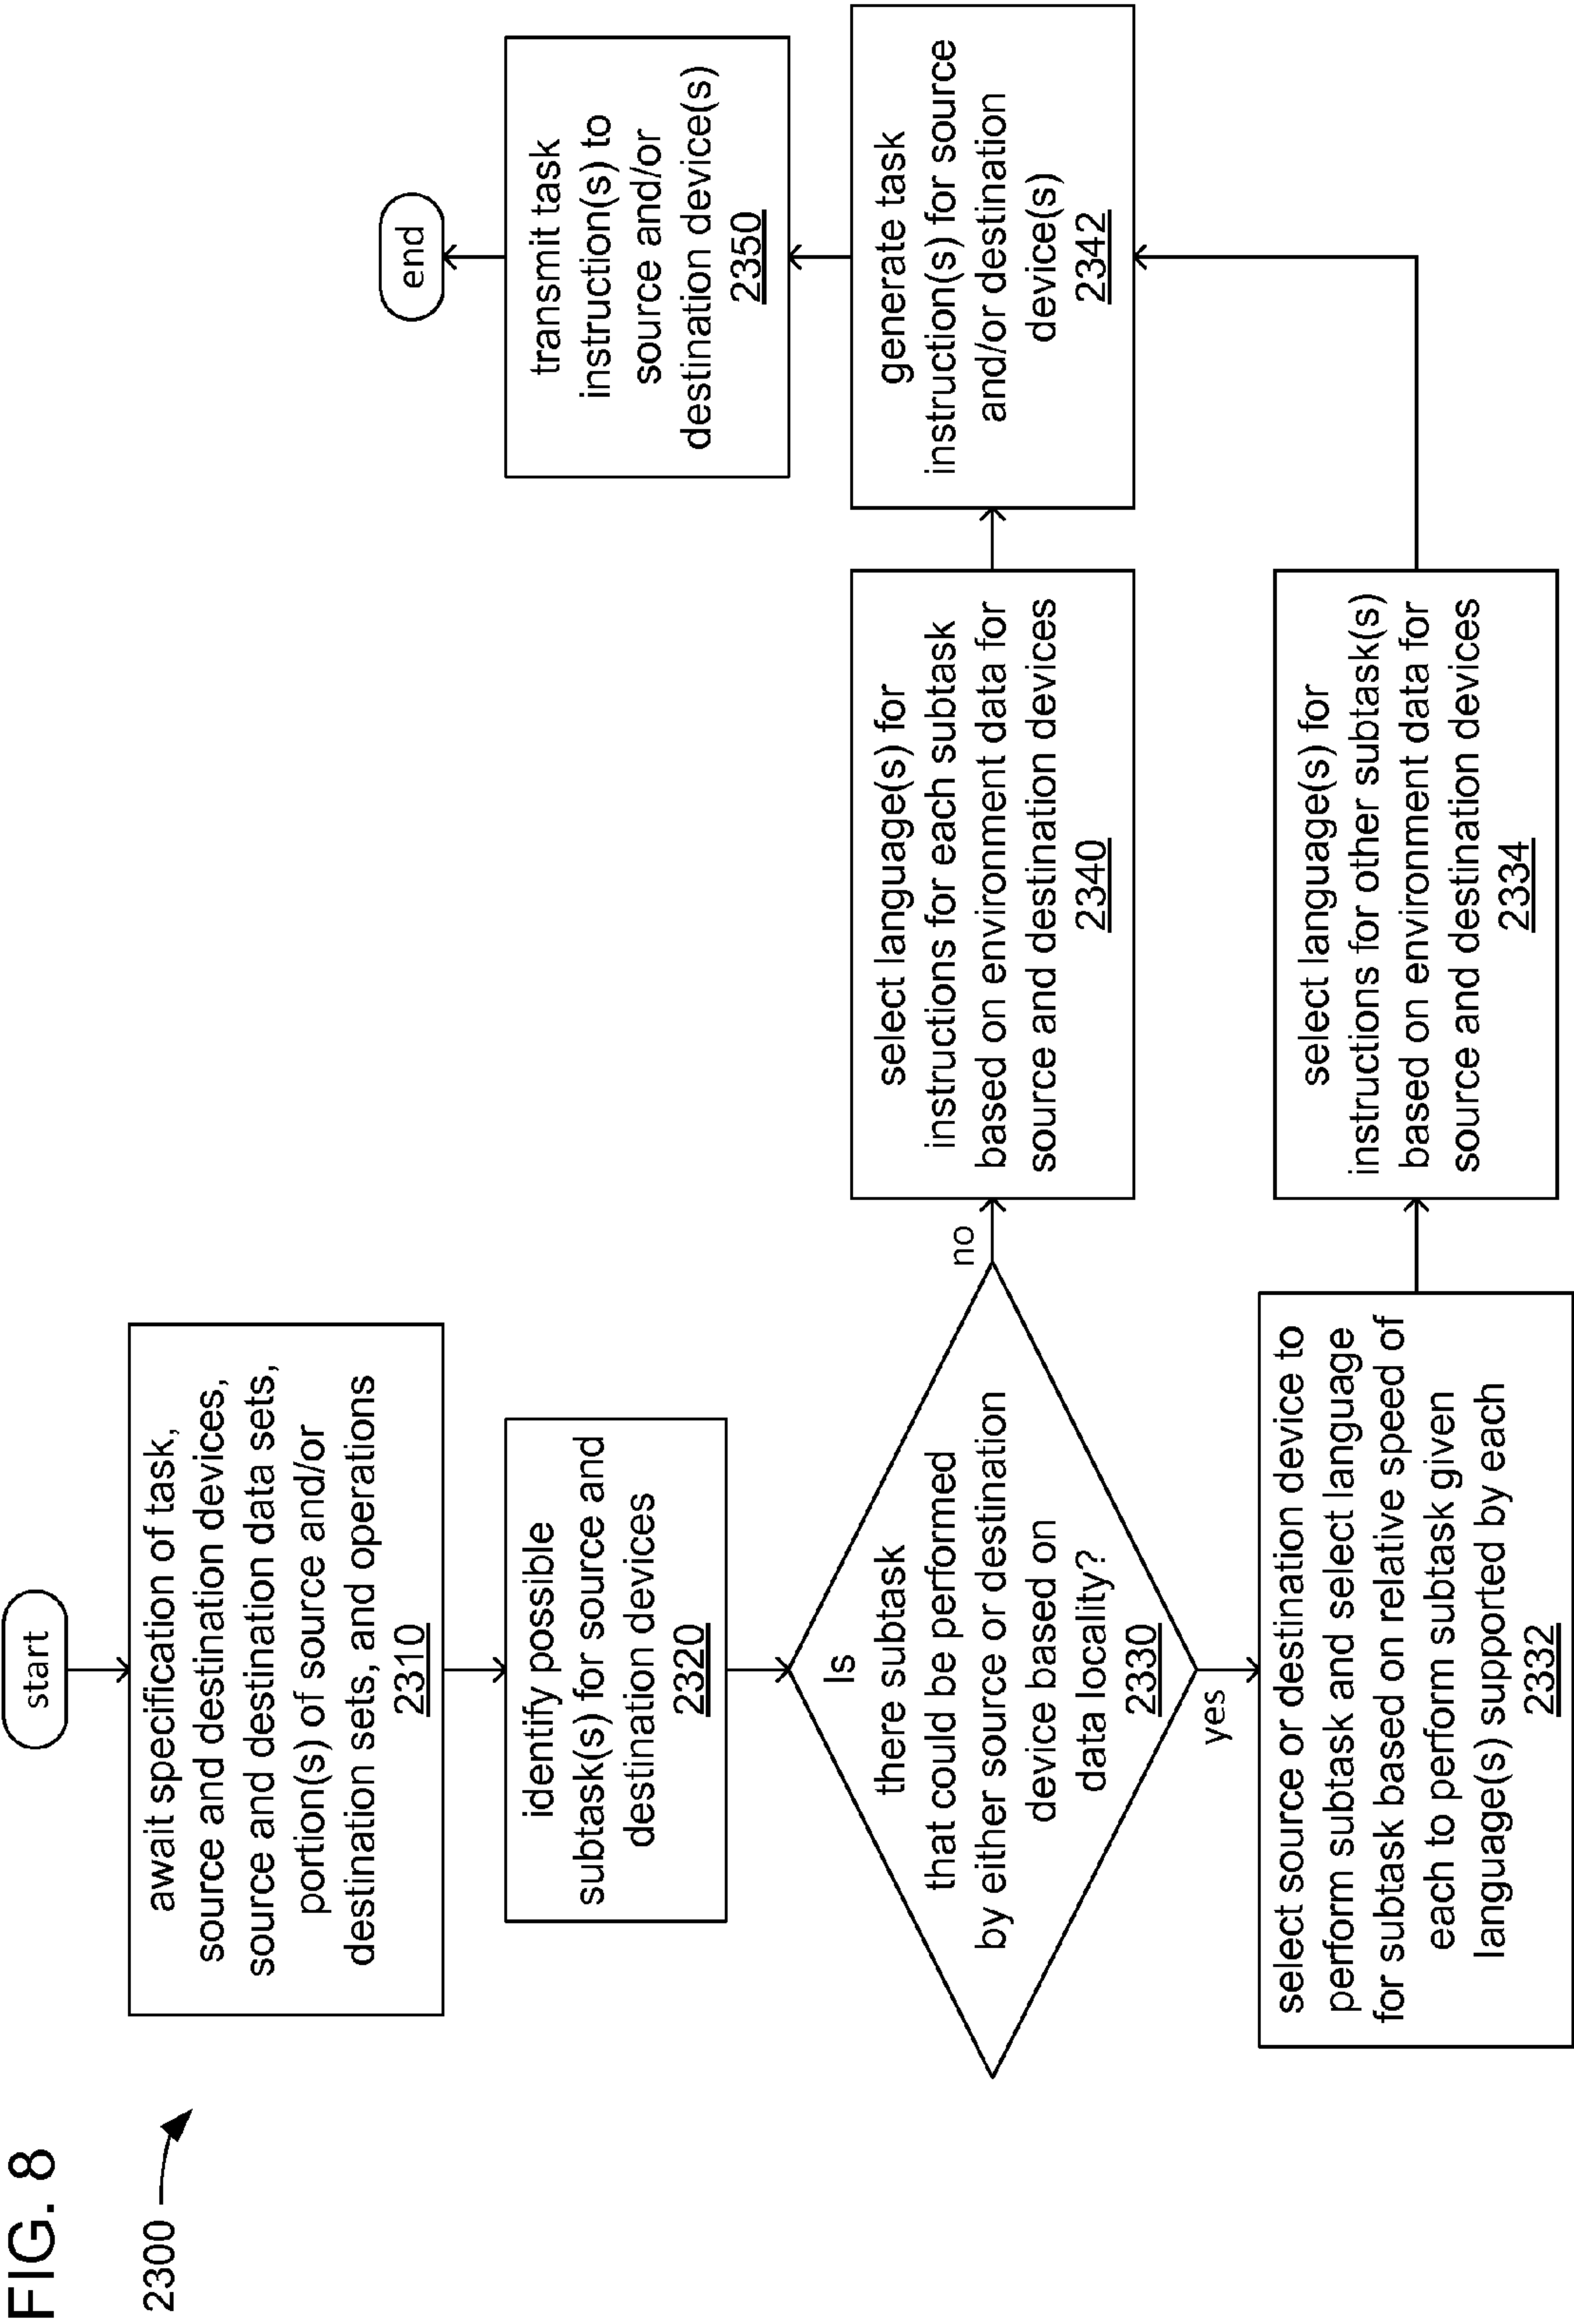 FIG. 8
2300
start
await specification of task,
source and destination devices,
source and destination data sets,
portion(s) of source and/or
destination sets, and operations
2310
identify possible
subtask(s) for source and
destination devices
2320
Is
there subtask
that could be performed
by either source or destination
device based on
data locality?
2330
no
yes
select source or destination device to
perform subtask and select language
for subtask based on relative speed of
each to perform subtask given
language(s) supported by each
2332
select language(s) for
instructions for other subtask(s)
based on environment data for
source and destination devices
2334
select language(s) for
instructions for each subtask
based on environment data for
source and destination devices
2340
generate task
instruction(s) for source
and/or destination
device(s)
2342
transmit task
instruction(s) to
source and/or
destination device(s)
2350
end